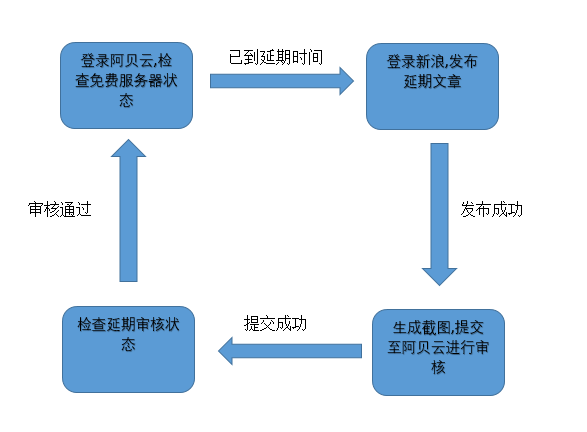 登录阿贝云,检
查免费服务器状
态
已到延期时间
登录新浪,发布
延期文章
审核通过
发布成功
检查延期审核状
态
提交成功
生成截图,提交
至阿贝云进行审
核